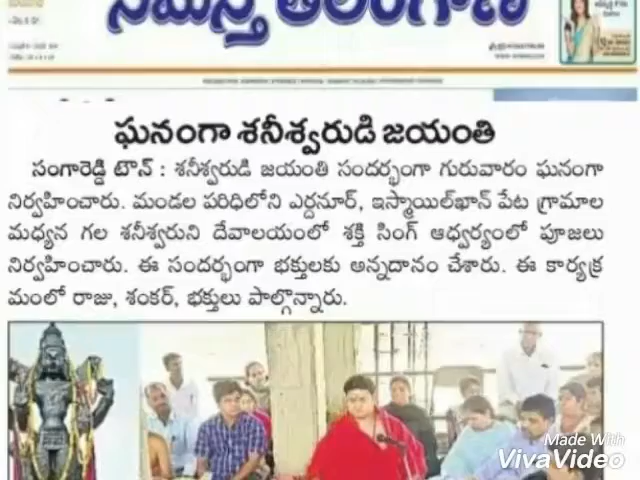 నమస్తే తెలంగాణ
ఘనంగా శనీశ్వరుడి జయంతి
సంగారెడ్డి టౌన్ : శనీశ్వరుడి జయంతి సందర్భంగా గురువారం ఘనంగా
నిర్వహించారు. మండల పరిధిలోని ఎర్దనూర్, ఇస్మాయిల్‌ఖాన్ పేట గ్రామాల
మధ్యన గల శనీశ్వరుని దేవాలయంలో శక్తి సింగ్ ఆధ్వర్యంలో పూజలు
నిర్వహించారు. ఈ సందర్భంగా భక్తులకు అన్నదానం చేశారు. ఈ కార్యక్ర
మంలో రాజు, శంకర్, భక్తులు పాల్గొన్నారు.
Made With
VivaVideo